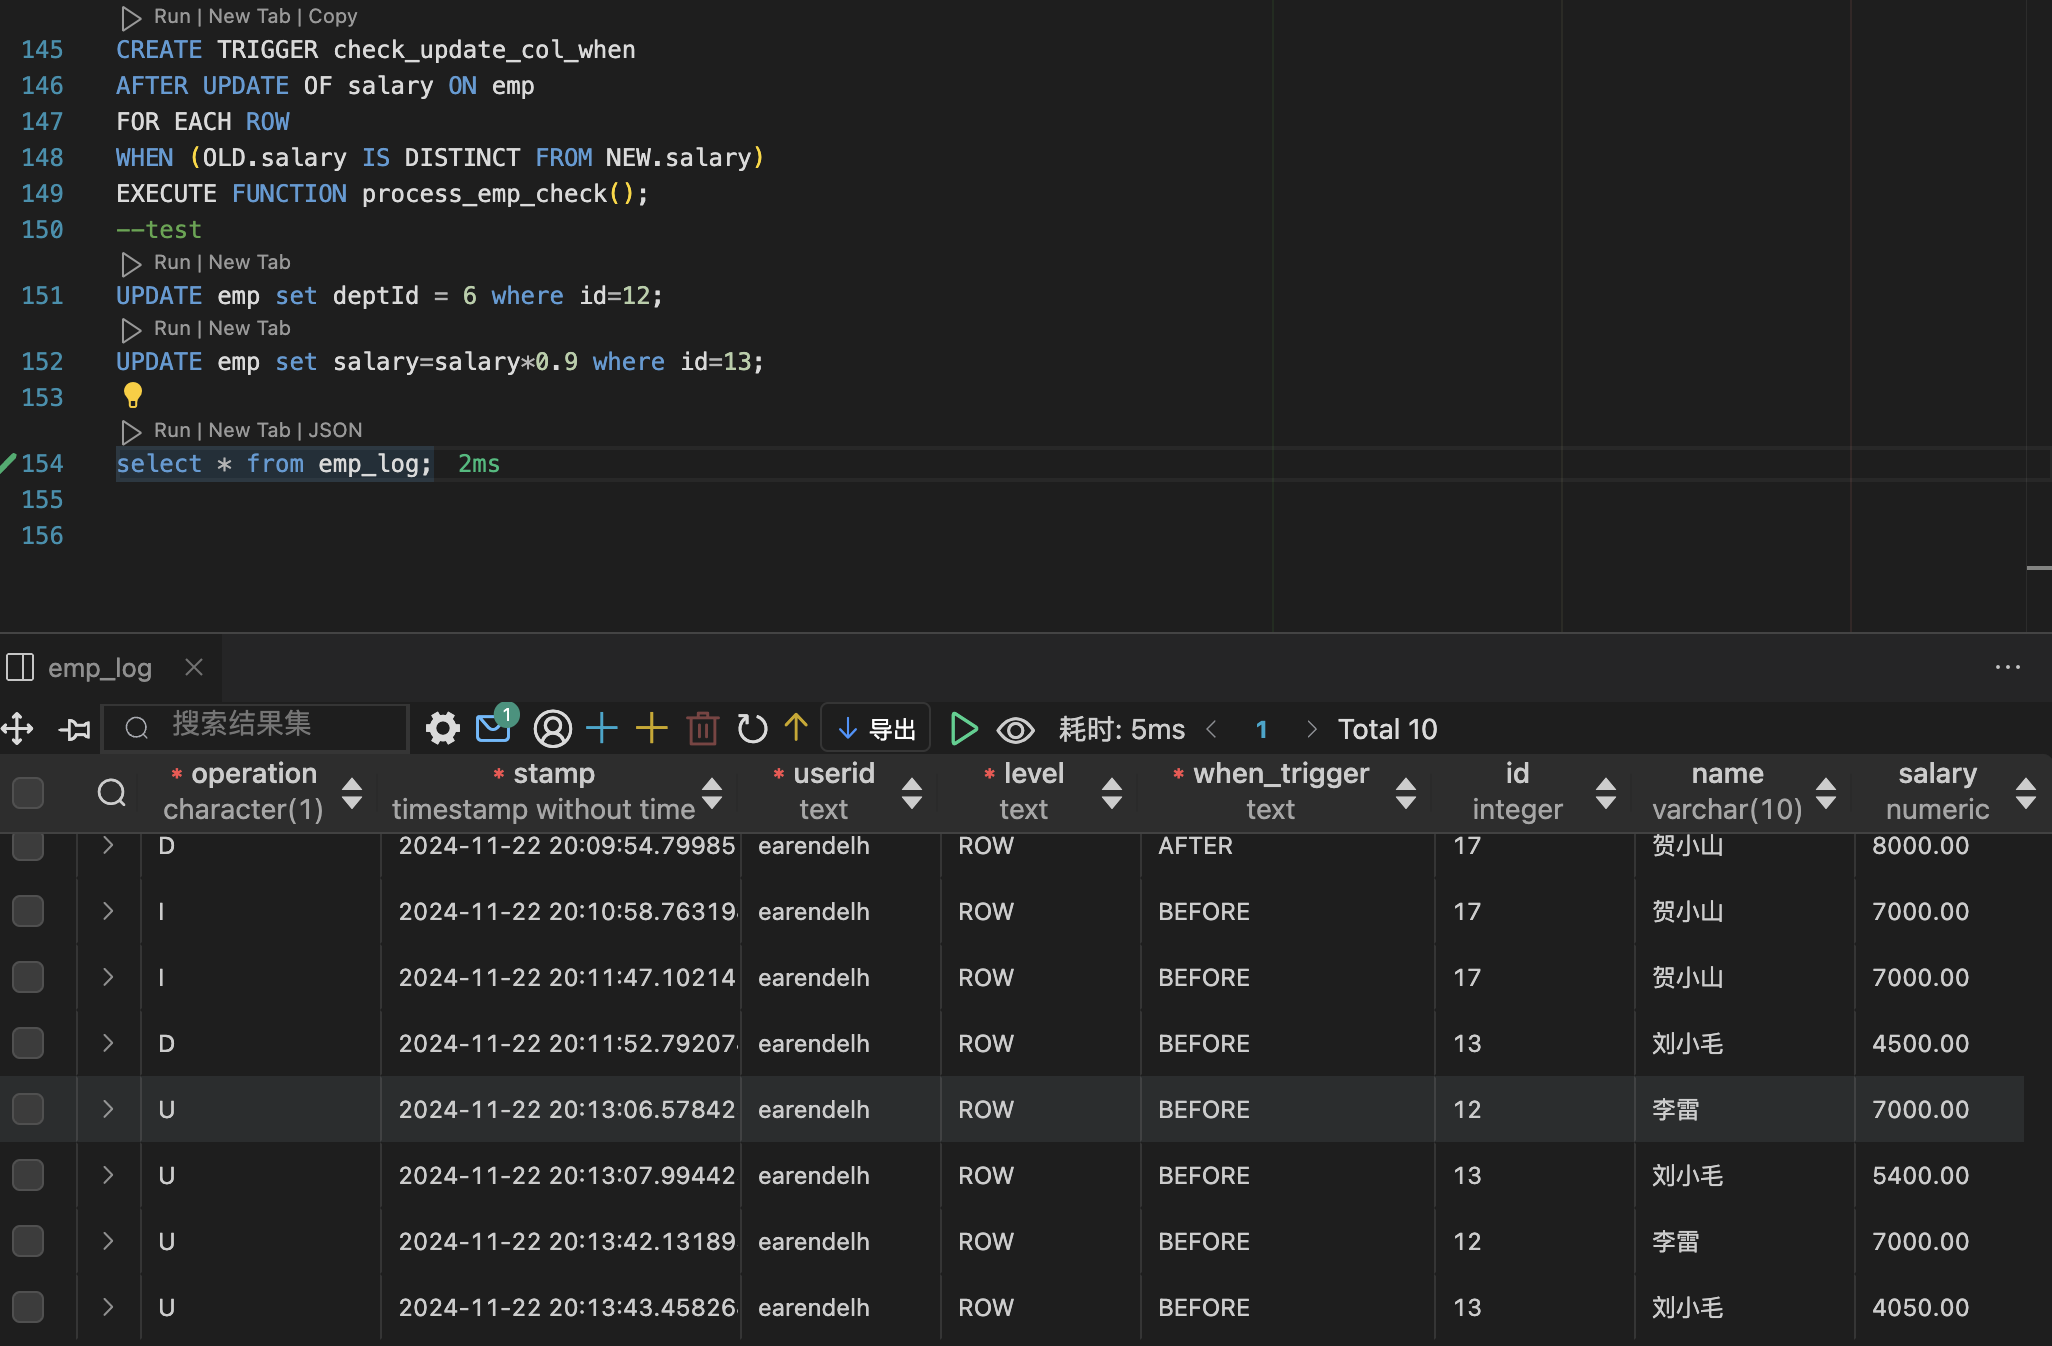 Run | New Tab | Copy
145 CREATE TRIGGER check_update_col_when
146 AFTER UPDATE OF salary ON emp
147 FOR EACH ROW
148 WHEN (OLD.salary IS DISTINCT FROM NEW.salary)
149 EXECUTE FUNCTION process_emp_check();
150 --test
Run | New Tab
151 UPDATE emp set deptId = 6 where id=12;
Run | New Tab
152 UPDATE emp set salary=salary*0.9 where id=13;
153
Run | New Tab | JSON
154 select * from emp_log; 2ms
155
156
emp_log
搜索结果集 1 导出 耗时: 5ms 1 Total 10
* operation * stamp * userid * level * when_trigger id name salary
character(1) timestamp without time text text text integer varchar(10) numeric
D 2024-11-22 20:09:54.79985 earendelh ROW AFTER 17 贺小山 8000.00
I 2024-11-22 20:10:58.76319 earendelh ROW BEFORE 17 贺小山 7000.00
I 2024-11-22 20:11:47.10214 earendelh ROW BEFORE 17 贺小山 7000.00
D 2024-11-22 20:11:52.79207 earendelh ROW BEFORE 13 刘小毛 4500.00
U 2024-11-22 20:13:06.57842 earendelh ROW BEFORE 12 李雷 7000.00
U 2024-11-22 20:13:07.99442 earendelh ROW BEFORE 13 刘小毛 5400.00
U 2024-11-22 20:13:42.13189 earendelh ROW BEFORE 12 李雷 7000.00
U 2024-11-22 20:13:43.45826 earendelh ROW BEFORE 13 刘小毛 4050.00